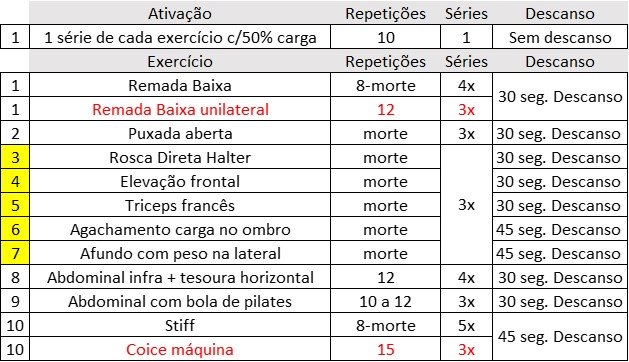 Ativação Repetições Séries Descanso
1 1 série de cada exercício c/50% carga 10 1 Sem descanso
Exercício Repetições Séries Descanso
1 Remada Baixa 8-morte 4x 30 seg. Descanso
1 Remada Baixa unilateral 12 3x
2 Puxada aberta morte 3x 30 seg. Descanso
3 Rosca Direta Halter morte 3x 30 seg. Descanso
4 Elevação frontal morte 30 seg. Descanso
5 Triceps francês morte 30 seg. Descanso
6 Agachamento carga no ombro morte 45 seg. Descanso
7 Afundo com peso na lateral morte 45 seg. Descanso
8 Abdominal infra + tesoura horizontal 12 4x 30 seg. Descanso
9 Abdominal com bola de pilates 10 a 12 3x 30 seg. Descanso
10 Stiff 8-morte 5x 45 seg. Descanso
10 Coice máquina 15 3x